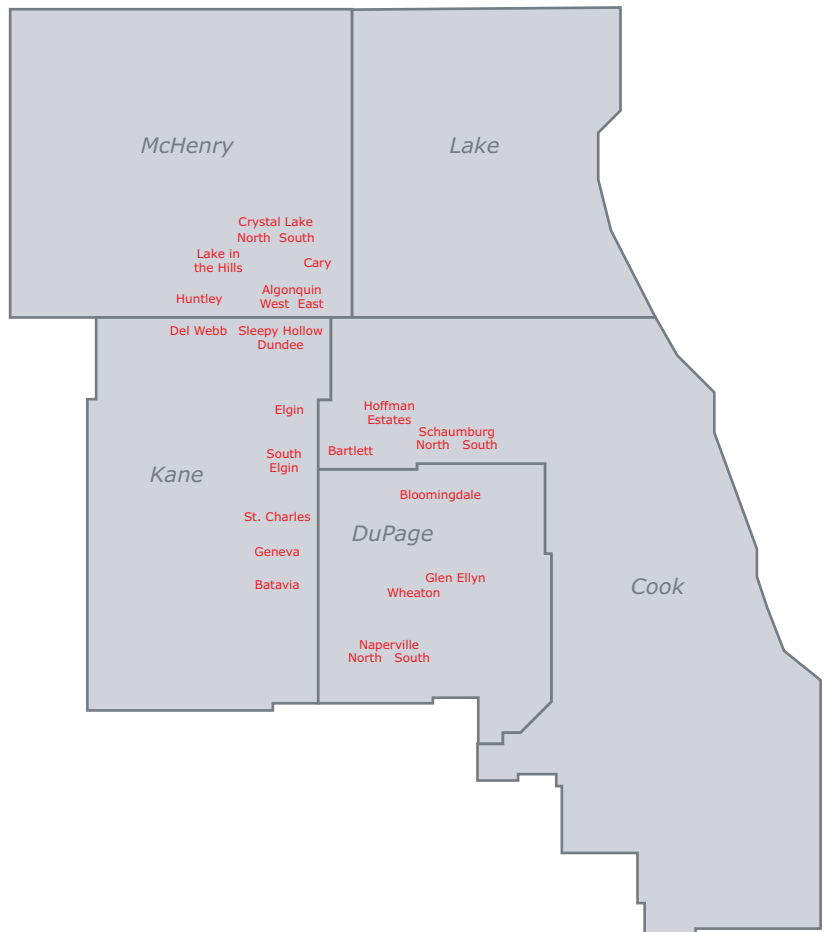 McHenry
Lake
Crystal Lake
North South
Lake in
the Hills
Cary
Huntley
Algonquin
West East
Del Webb
Sleepy Hollow
Dundee
Elgin
Hoffman
Estates
Schaumburg
North South
Bartlett
South
Elgin
Kane
Bloomingdale
St. Charles
DuPage
Geneva
Batavia
Glen Ellyn
Wheaton
Cook
Naperville
North South